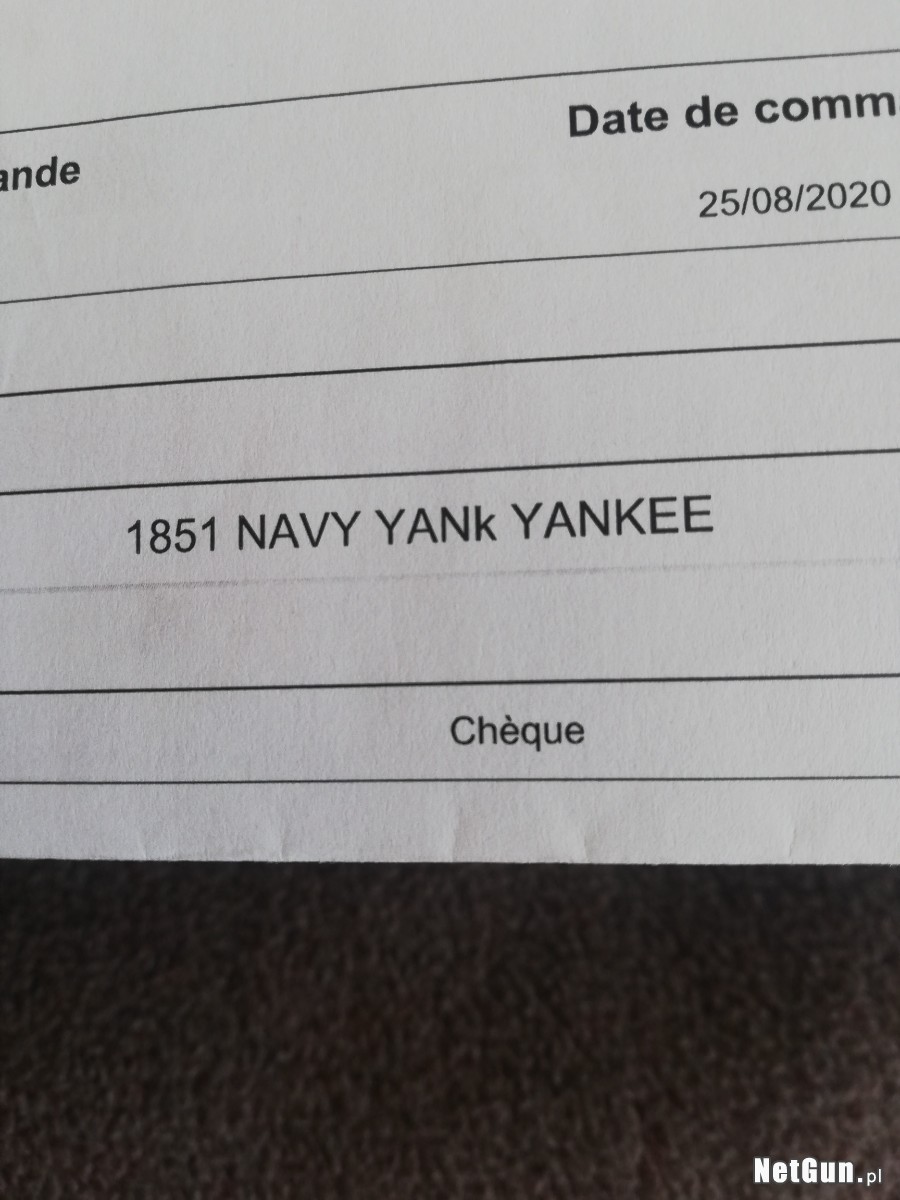 Date de comm
ande
25/08/2020
1851 NAVY YANk YANKEE
Chèque
NetGun.pl